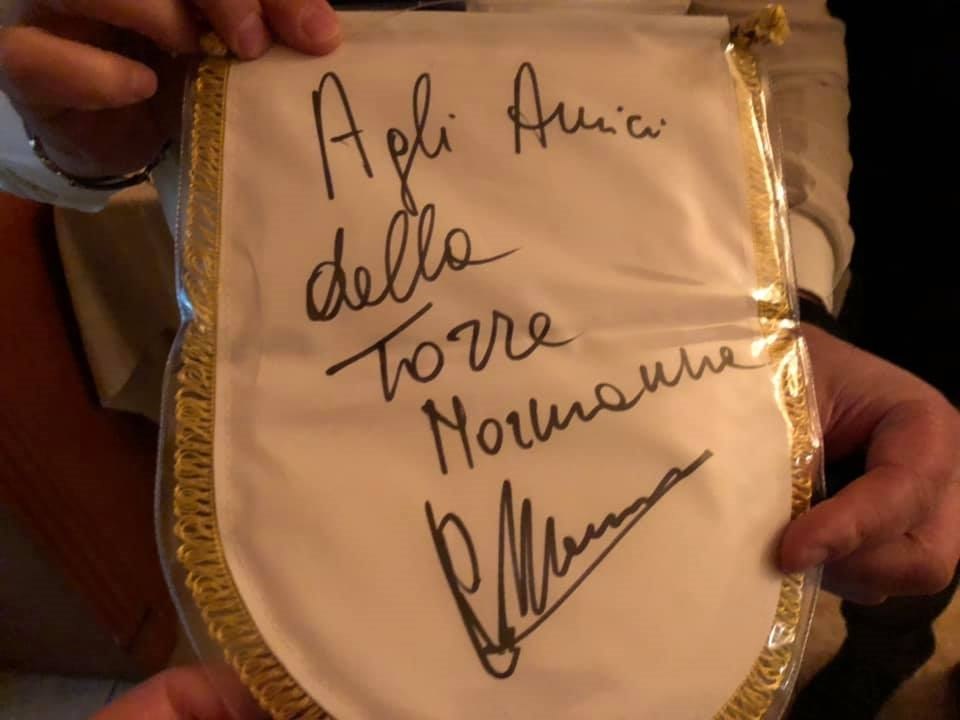 Agli Amici
della
Torre
Normanna